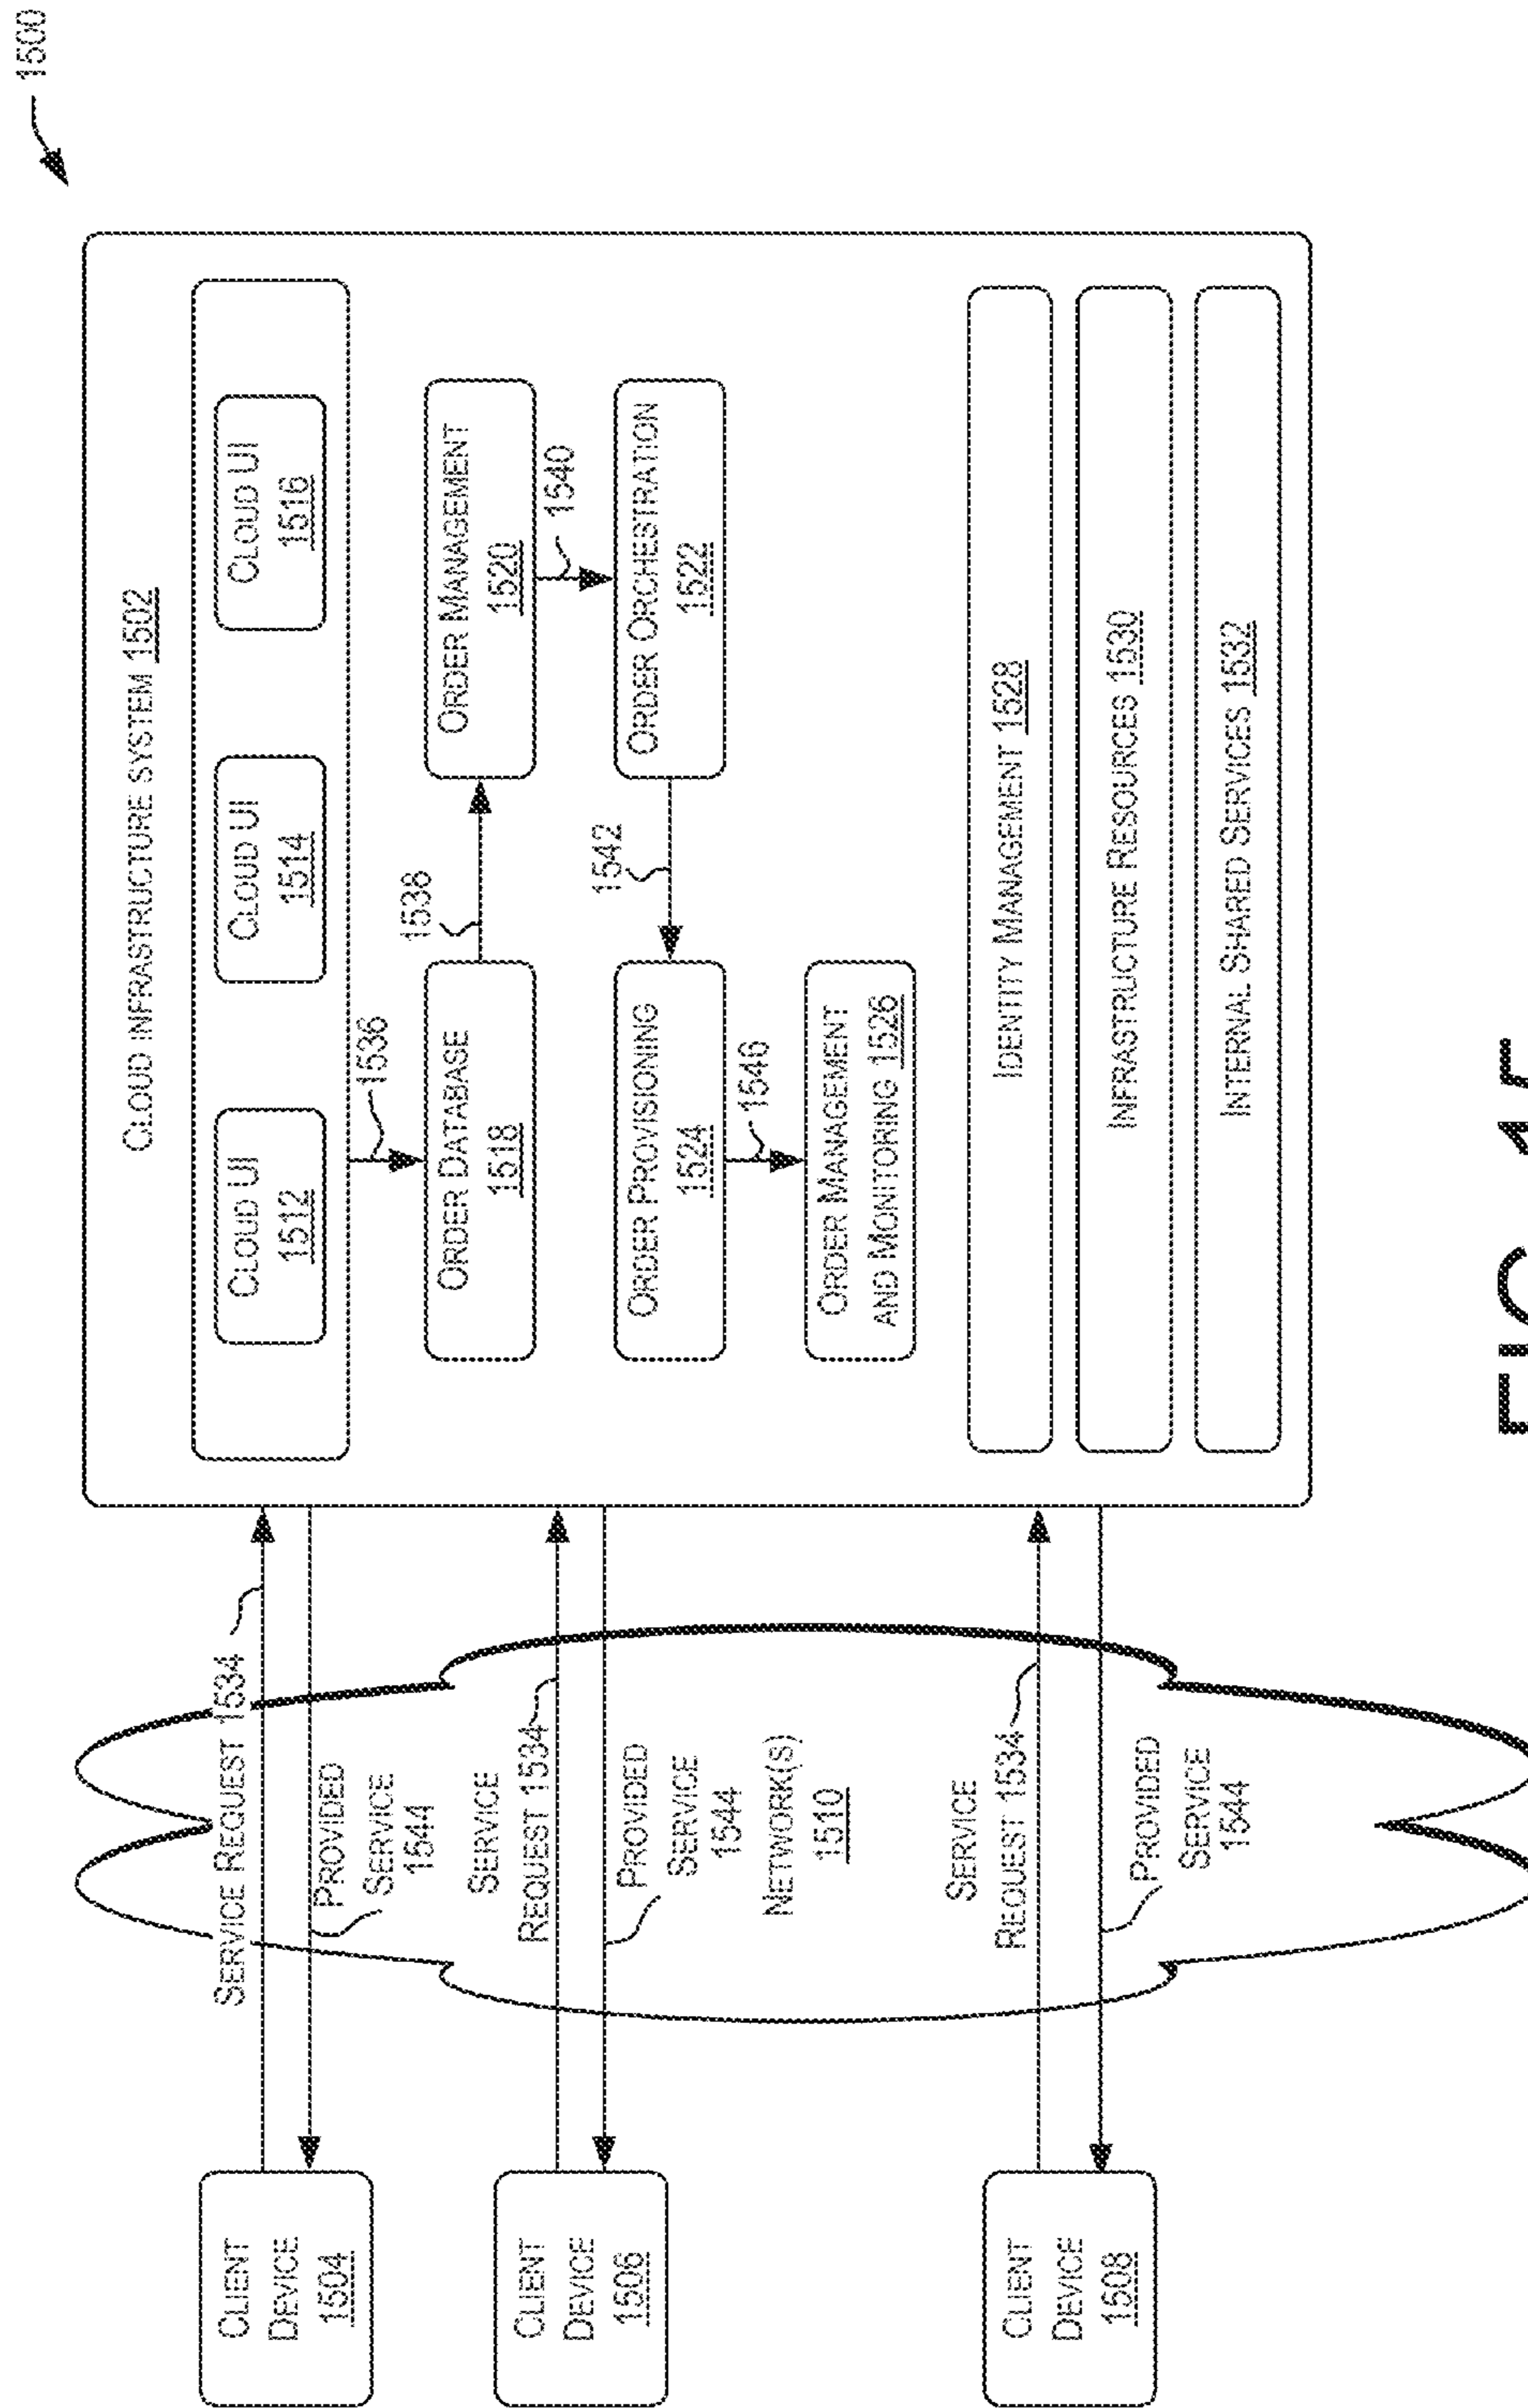 1500
CLOUD INFRASTRUCTURE SYSTEM 1502
CLOUD UI
1512
CLOUD UI
1514
CLOUD UI
1516
1536
ORDER DATABASE
1518
1538
ORDER MANAGEMENT
1520
1540
ORDER PROVISIONING
1524
1542
ORDER ORCHESTRATION
1522
1546
ORDER MANAGEMENT
AND MONITORING 1526
IDENTITY MANAGEMENT 1528
INFRASTRUCTURE RESOURCES 1530
INTERNAL SHARED SERVICES 1532
CLIENT
DEVICE
1504
SERVICE REQUEST 1534
PROVIDED
SERVICE
1544
CLIENT
DEVICE
1506
SERVICE
REQUEST 1534
PROVIDED
SERVICE
1544
NETWORK(S)
1510
CLIENT
DEVICE
1508
SERVICE
REQUEST 1534
PROVIDED
SERVICE
1544